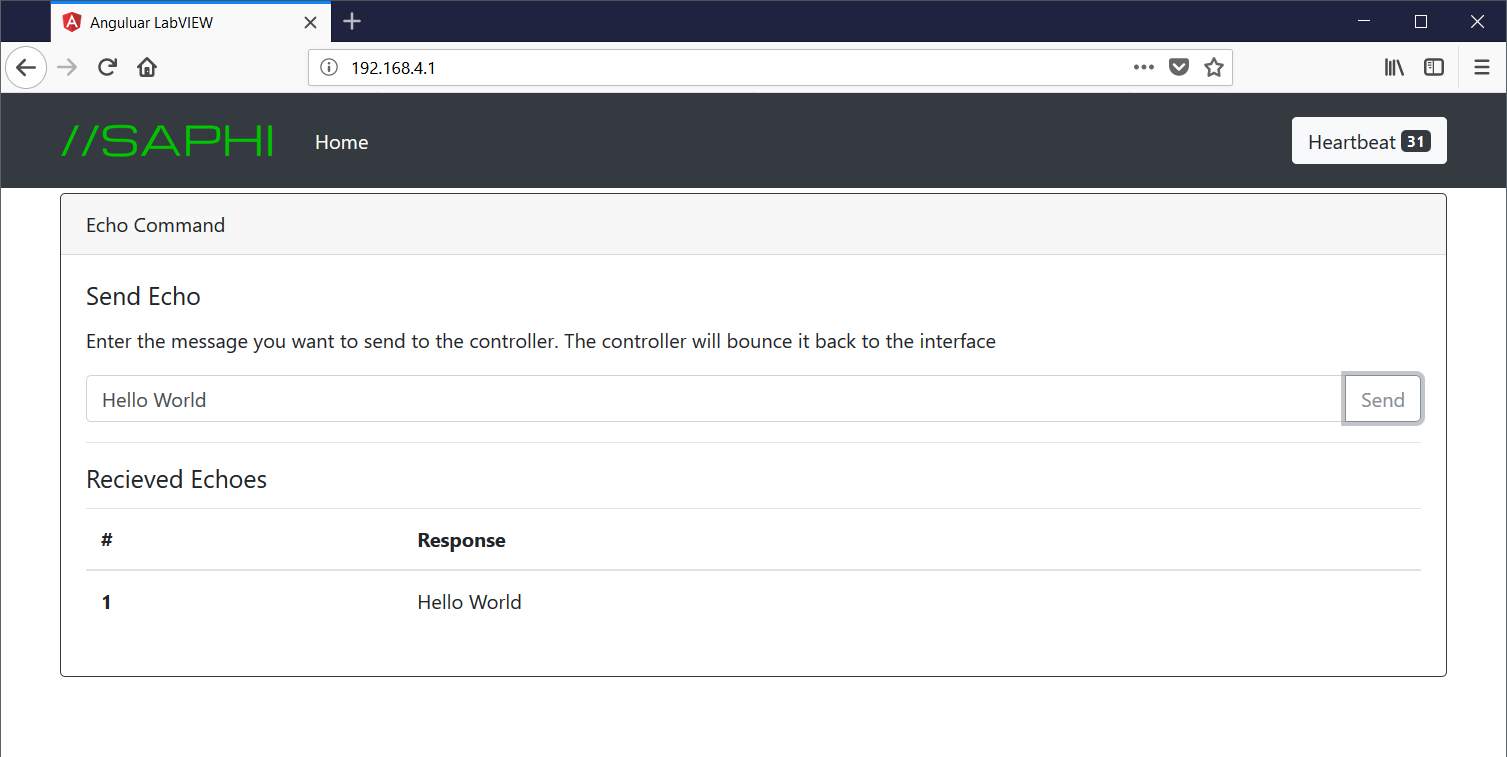 Anguluar LabVIEW
192.168.4.1
//SAPHI
Home
Heartbeat 31
Echo Command
Send Echo
Enter the message you want to send to the controller. The controller will bounce it back to the interface
Hello World
Send
Recieved Echoes
# Response
1 Hello World